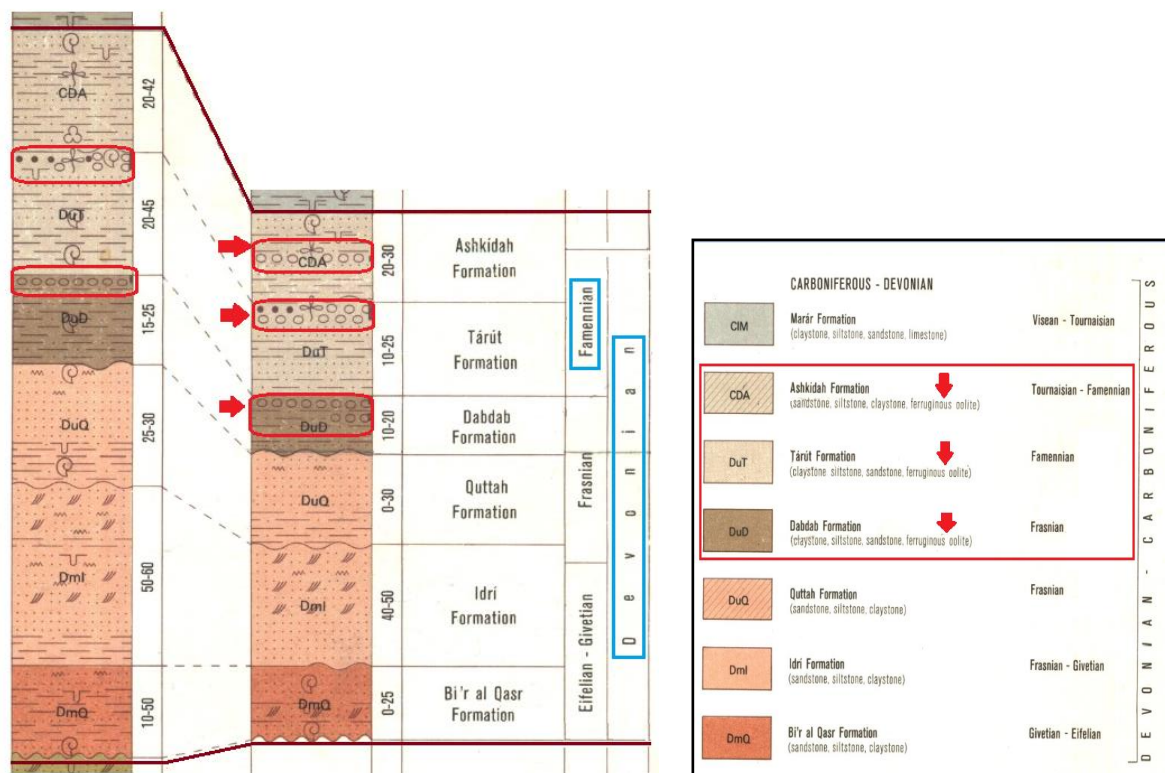 CDA
20-42
DuT
20-45
DuD
15-25
DuQ
25-30
DmI
50-60
DmQ
10-50
CDA
20-30
Ashkidah
Formation
DuT
10-25
Tárút
Formation
DuD
10-20
Dabdab
Formation
DuQ
0-30
Quttah
Formation
DmI
40-50
Idrí
Formation
DmQ
0-25
Bi'r al Qasr
Formation
Famennian
Frasnian
Eifelian - Givetian
Devonian
CARBONIFEROUS - DEVONIAN
CIM
Marár Formation
(claystone, siltstone, sandstone, limestone)
Visean - Tournaisian
CDA
Ashkidah Formation
(sandstone, siltstone, claystone, ferruginous oolite)
Tournaisian - Famennian
DuT
Tárút Formation
(claystone, siltstone, sandstone, ferruginous oolite)
Famennian
DuD
Dabdab Formation
(claystone, siltstone, sandstone, ferruginous oolite)
Frasnian
DuQ
Quttah Formation
(sandstone, siltstone, claystone)
Frasnian
DmI
Idrí Formation
(sandstone, siltstone, claystone)
Frasnian - Givetian
DmQ
Bi'r al Qasr Formation
(sandstone, siltstone, claystone)
Givetian - Eifelian
DEVONIAN - CARBONIFEROUS